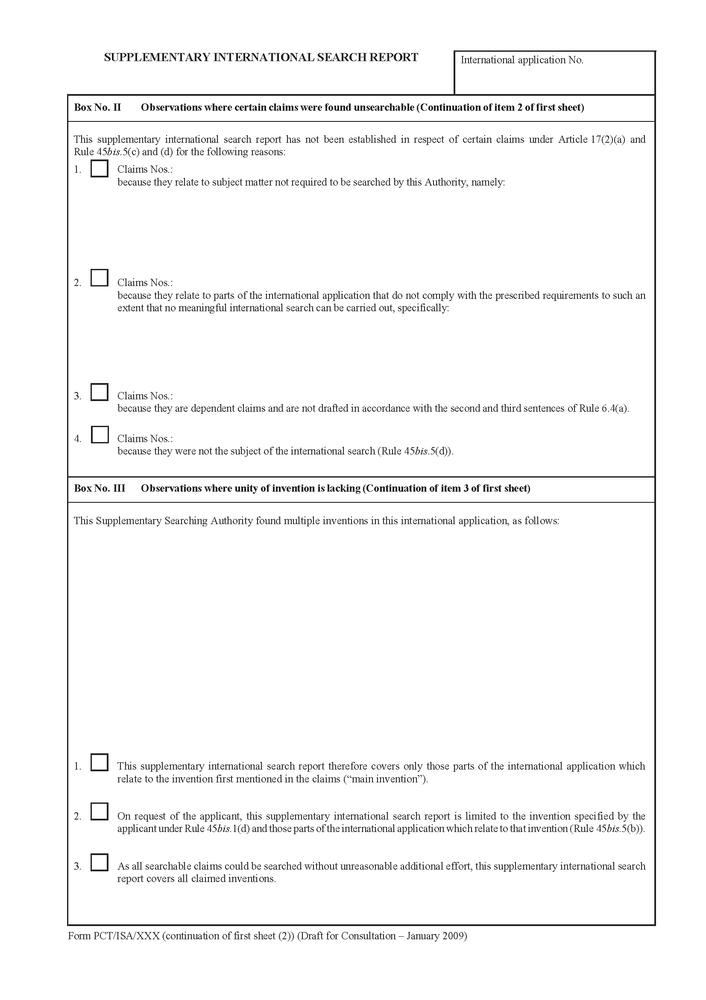 SUPPLEMENTARY INTERNATIONAL SEARCH REPORT
International application No.
Box No. II Observations where certain claims were found unsearchable (Continuation of item 2 of first sheet)
This supplementary international search report has not been established in respect of certain claims under Article 17(2)(a) and
Rule 45bis.5(c) and (d) for the following reasons:
1. Claims Nos.:
because they relate to subject matter not required to be searched by this Authority, namely:
2. Claims Nos.:
because they relate to parts of the international application that do not comply with the prescribed requirements to such an
extent that no meaningful international search can be carried out, specifically:
3. Claims Nos.:
because they are dependent claims and are not drafted in accordance with the second and third sentences of Rule 6.4(a).
4. Claims Nos.:
because they were not the subject of the international search (Rule 45bis.5(d)).
Box No. III Observations where unity of invention is lacking (Continuation of item 3 of first sheet)
This Supplementary Searching Authority found multiple inventions in this international application, as follows:
1. This supplementary international search report therefore covers only those parts of the international application which
relate to the invention first mentioned in the claims (“main invention”).
2. On request of the applicant, this supplementary international search report is limited to the invention specified by the
applicant under Rule 45bis.1(d) and those parts of the international application which relate to that invention (Rule 45bis.5(b)).
3. As all searchable claims could be searched without unreasonable additional effort, this supplementary international search
report covers all claimed inventions.
Form PCT/ISA/XXX (continuation of first sheet (2)) (Draft for Consultation – January 2009)